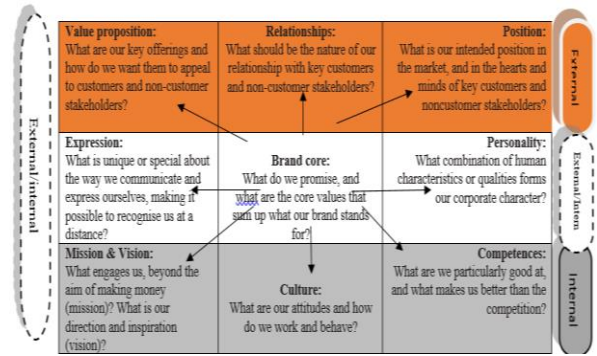 Value proposition:
What are our key offerings and
how do we want them to appeal
to customers and non-customer
stakeholders?
Relationships:
What should be the nature of our
relationship with key customers
and non-customer stakeholders?
Position:
What is our intended position in
the market, and in the hearts and
minds of key customers and
noncustomer stakeholders?
External
External/internal
Expression:
What is unique or special about
the way we communicate and
express ourselves, making it
possible to recognise us at a
distance?
Brand core:
What do we promise, and
what are the core values that
sum up what our brand stands
for?
Personality:
What combination of human
characteristics or qualities forms
our corporate character?
External/Intern
Mission & Vision:
What engages us, beyond the
aim of making money
(mission)? What is our
direction and inspiration
(vision)?
Culture:
What are our attitudes and how
do we work and behave?
Competences:
What are we particularly good at,
and what makes us better than the
competition?
Internal